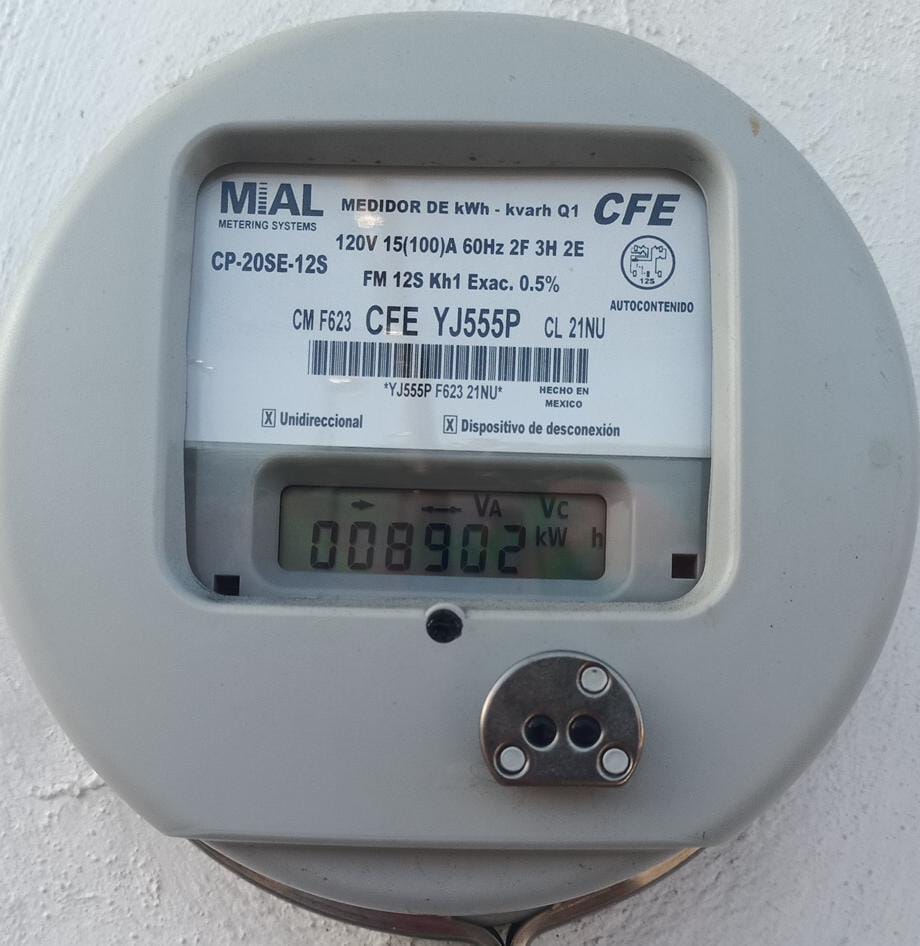 MIAL
METERING SYSTEMS
MEDIDOR DE kWh - kvarh Q1
CFE
120V 15(100)A 60Hz 2F 3H 2E
CP-20SE-12S
FM 12S Kh1 Exac. 0.5%
12S
AUTOCONTENIDO
CM F623 CFE YJ555P CL 21NU
*YJ555P F623 21NU*
HECHO EN
MEXICO
X Unidireccional
X Dispositivo de desconexión
VA VC
008902 kW h